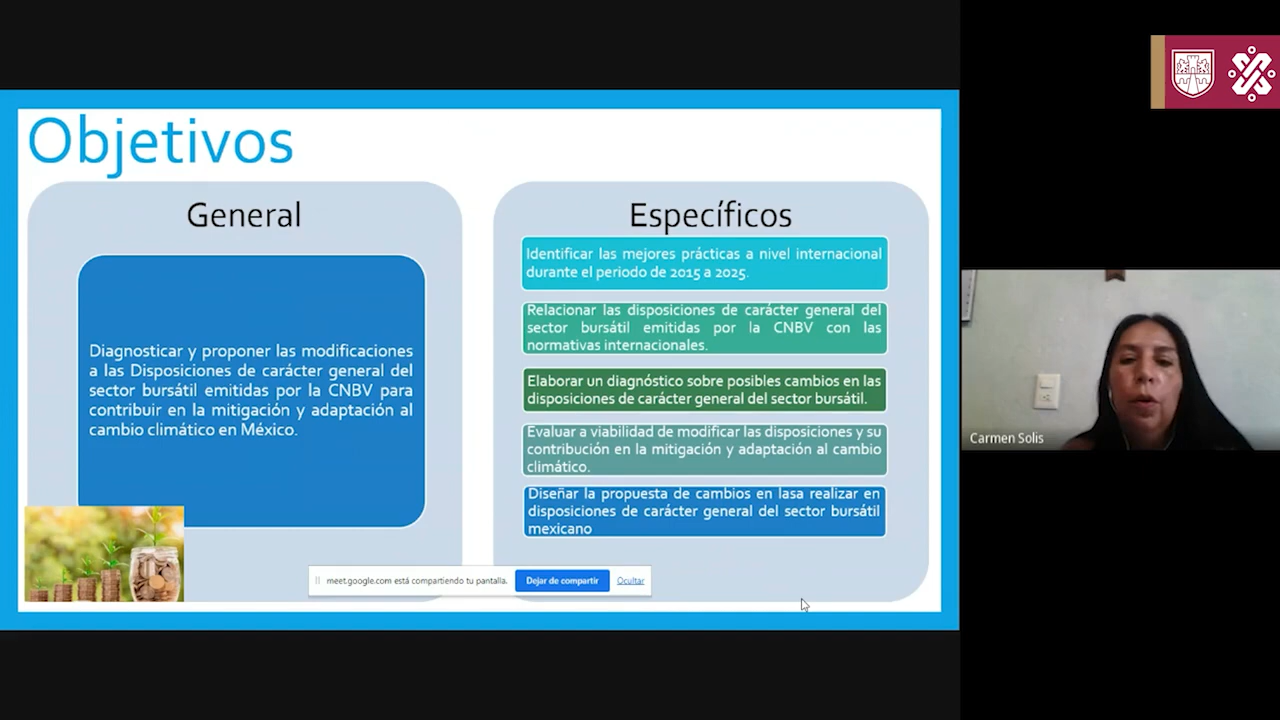 Objetivos
General
Diagnosticar y proponer las modificaciones
a las Disposiciones de carácter general del
sector bursátil emitidas por la CNBV para
contribuir en la mitigación y adaptación al
cambio climático en México.
Específicos
Identificar las mejores prácticas a nivel internacional
durante el periodo de 2015 a 2025.
Relacionar las disposiciones de carácter general del
sector bursátil emitidas por la CNBV con las
normativas internacionales.
Elaborar un diagnóstico sobre posibles cambios en las
disposiciones de carácter general del sector bursátil.
Evaluar a viabilidad de modificar las disposiciones y su
contribución en la mitigación y adaptación al cambio
climático.
Diseñar la propuesta de cambios en lasa realizar en
disposiciones de carácter general del sector bursátil
mexicano
meet.google.com está compartiendo tu pantalla.
Dejar de compartir
Ocultar
Carmen Solis